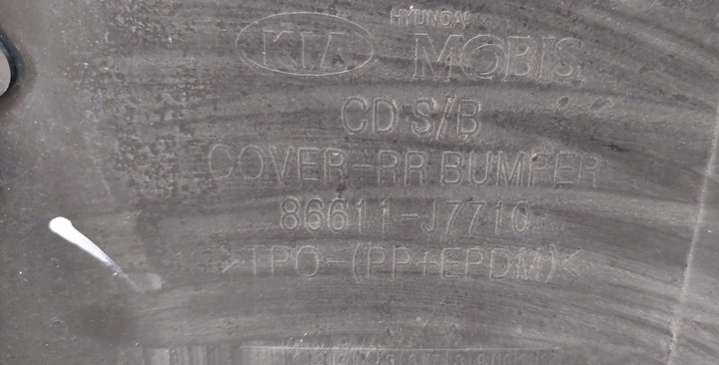 HYUNDAI
KIA MOBIS
CD S/B
COVER-RR BUMPER
86611-J7710
>TPO-(PP+EPDM)<